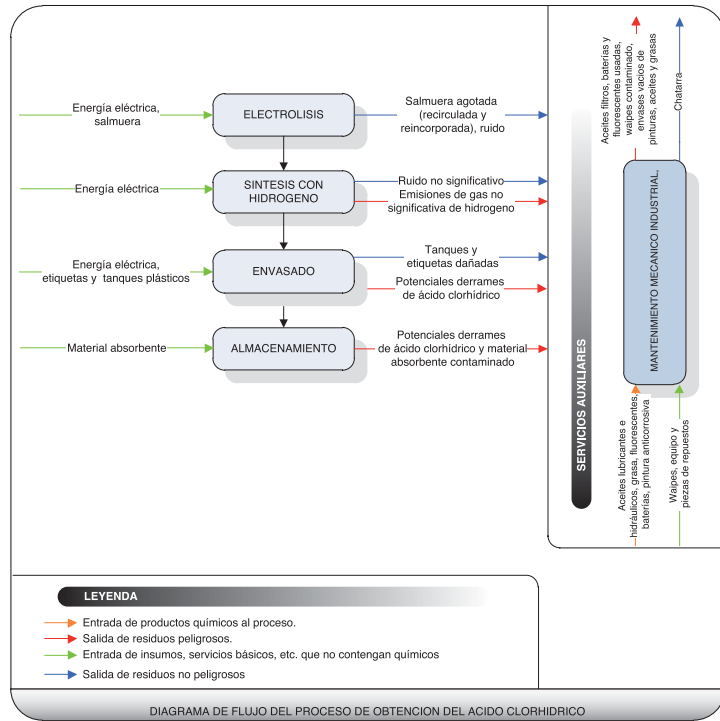 Energía eléctrica,
salmuera
ELECTROLISIS
Salmuera agotada
(recirculada y
reincorporada), ruido
Energía eléctrica
SINTESIS CON
HIDROGENO
Ruido no significativo
Emisiones de gas no
significativa de hidrogeno
Energía eléctrica,
etiquetas y tanques plásticos
ENVASADO
Tanques y
etiquetas dañadas
Potenciales derrames
de ácido clorhídrico
Material absorbente
ALMACENAMIENTO
Potenciales derrames
de ácido clorhídrico y material
absorbente contaminado
SERVICIOS AUXILIARES
Aceites filtros, baterías y
fluorescentes usadas,
waipes contaminado,
envases vacios de
pinturas, aceites y grasas
Chatarra
MANTENIMIENTO MECANICO INDUSTRIAL,
Aceites lubricantes e
hidráulicos, grasa, fluorescentes,
baterías, pintura anticorrosiva
Waipes, equipo y
piezas de repuestos
LEYENDA
Entrada de productos químicos al proceso.
Salida de residuos peligrosos.
Entrada de insumos, servicios básicos, etc. que no contengan químicos
Salida de residuos no peligrosos
DIAGRAMA DE FLUJO DEL PROCESO DE OBTENCION DEL ACIDO CLORHIDRICO